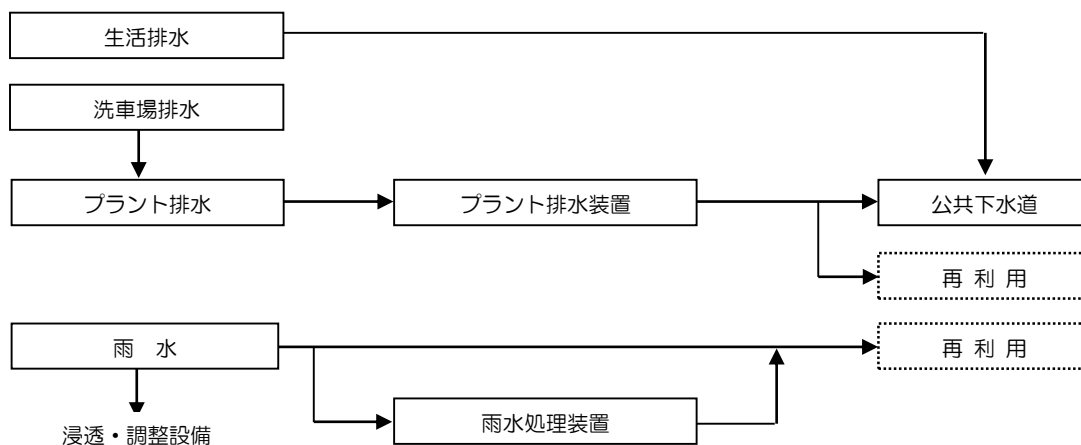 生活排水
洗車場排水
プラント排水
プラント排水装置
公共下水道
再 利 用
雨　水
再 利 用
雨水処理装置
浸透・調整設備